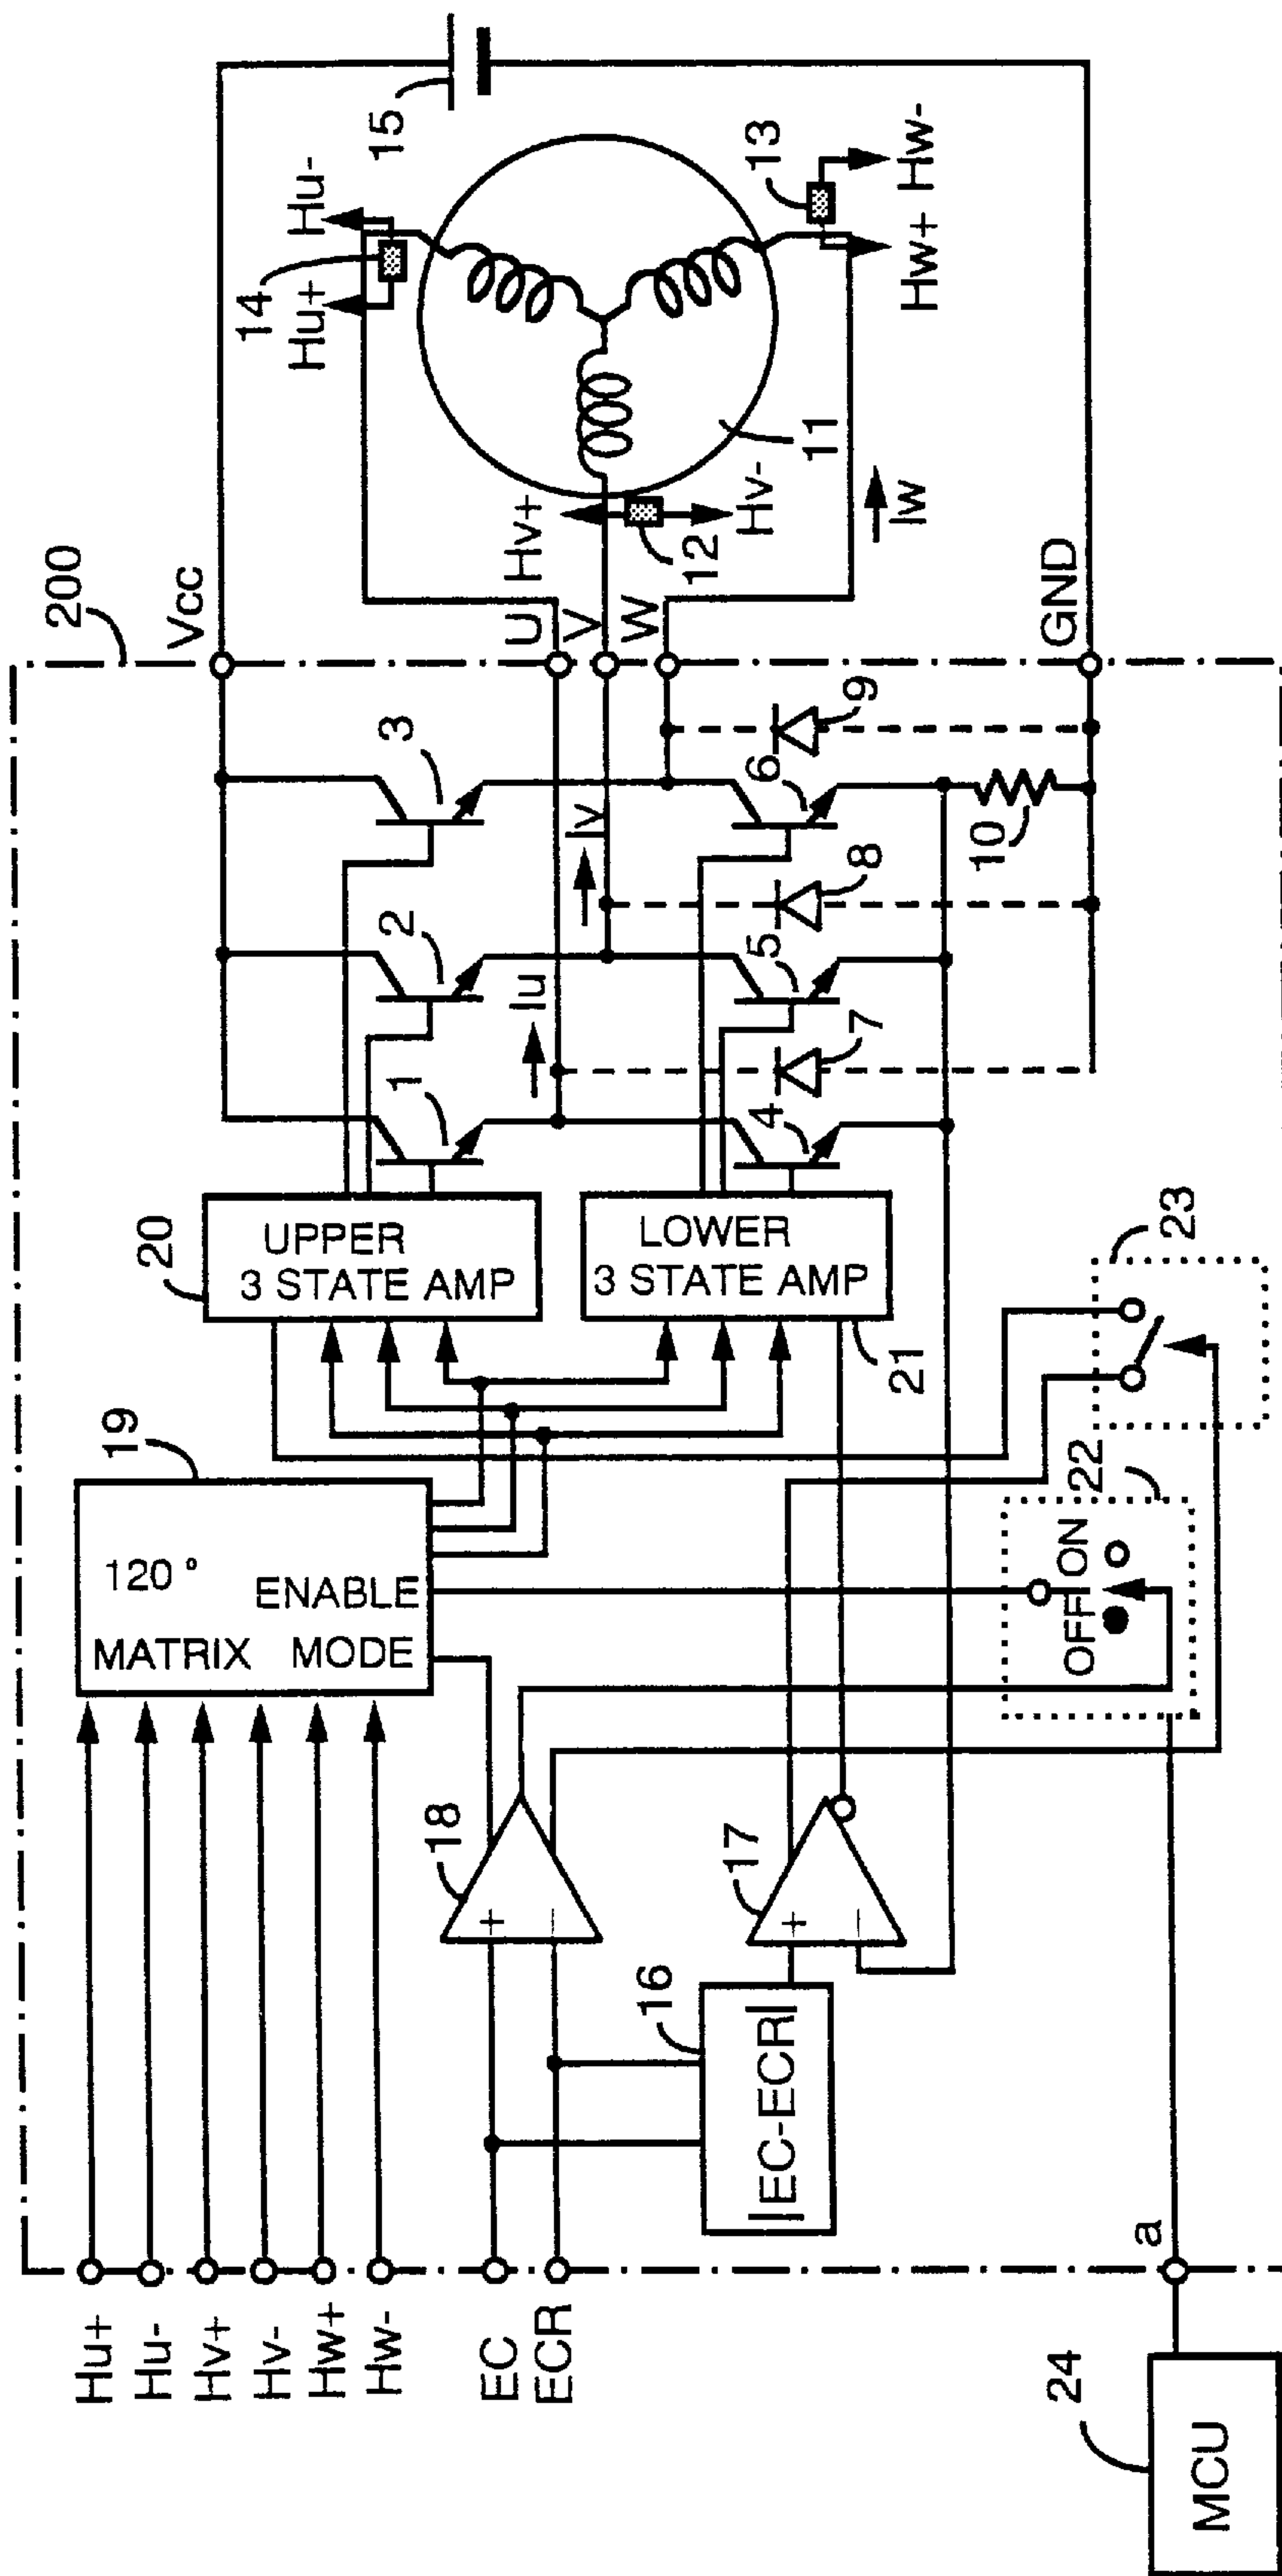 200
Vcc
U
V
W
GND
15
Hu+
14
Hu-
Hv+
12
Hv-
11
13
Hw+
Hw-
Iw
Iu
Iv
1
2
3
4
5
6
7
8
9
10
20
UPPER
3 STATE AMP
LOWER
3 STATE AMP
21
19
120°
ENABLE
MATRIX MODE
23
22
OFF ON
18
+
−
17
+
−
16
|EC-ECR|
Hu+
Hu-
Hv+
Hv-
Hw+
Hw-
EC
ECR
a
24
MCU